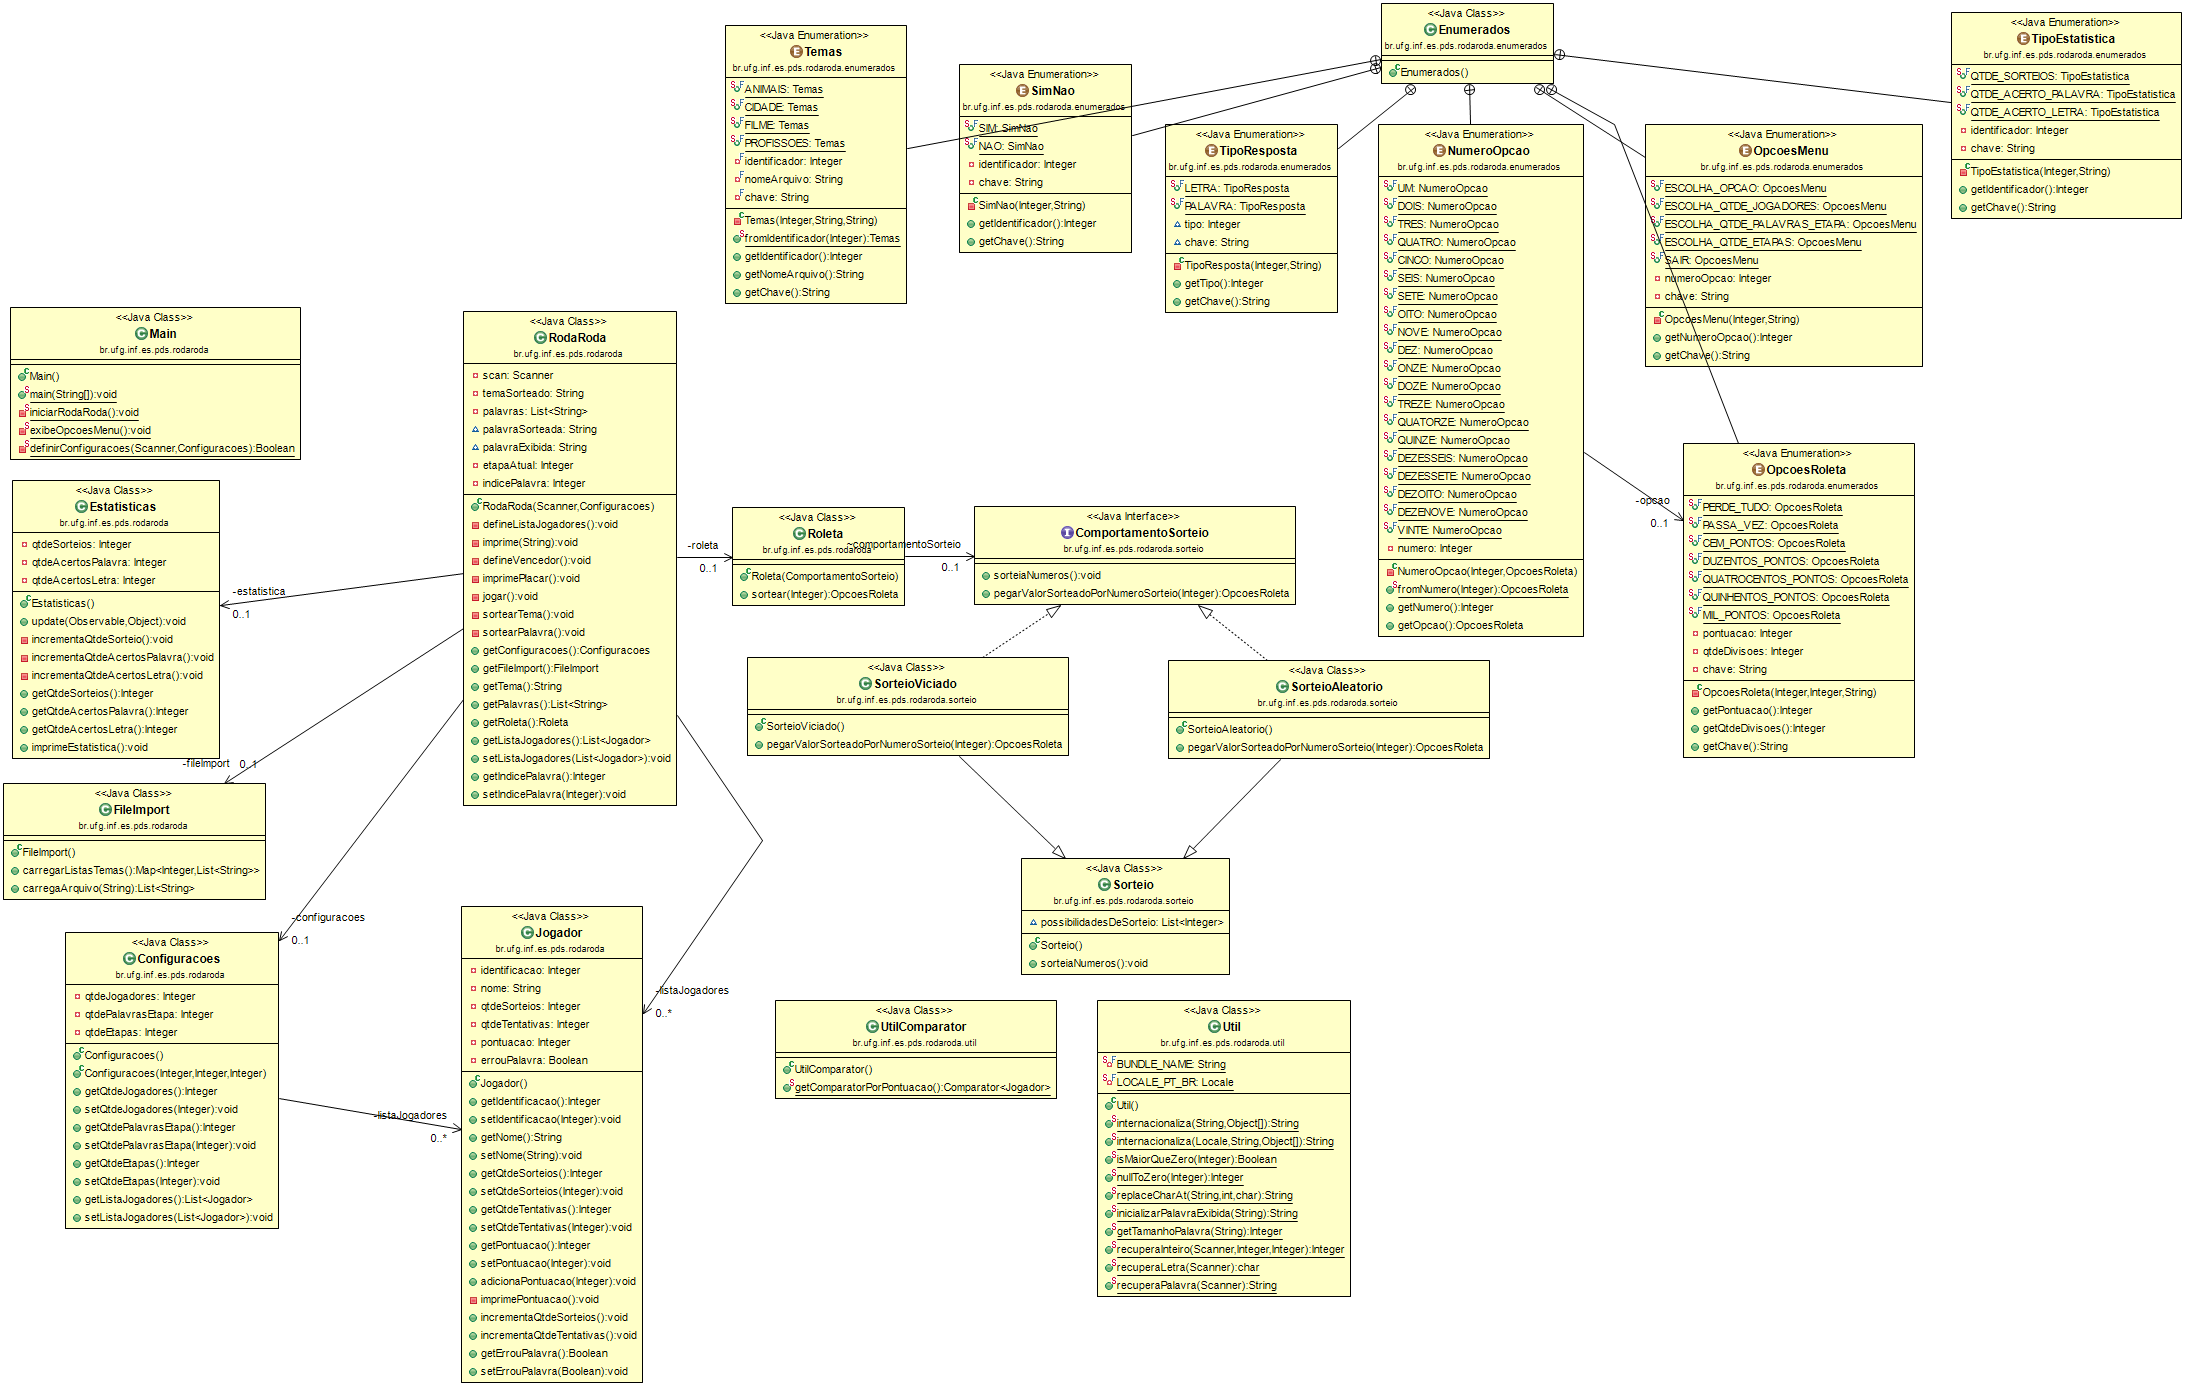 <<Java Class>>
Enumerados
br.ufg.inf.es.pds.rodaroda.enumerados
Enumerados()
<<Java Enumeration>>
TipoEstatistica
br.ufg.inf.es.pds.rodaroda.enumerados
QTDE_SORTEIOS: TipoEstatistica
QTDE_ACERTO_PALAVRA: TipoEstatistica
QTDE_ACERTO_LETRA: TipoEstatistica
identificador: Integer
chave: String
TipoEstatistica(Integer,String)
getIdentificador():Integer
getChave():String
<<Java Enumeration>>
Temas
br.ufg.inf.es.pds.rodaroda.enumerados
ANIMAIS: Temas
CIDADE: Temas
FILME: Temas
PROFISSOES: Temas
identificador: Integer
nomeArquivo: String
chave: String
Temas(Integer,String,String)
fromIdentificador(Integer):Temas
getIdentificador():Integer
getNomeArquivo():String
getChave():String
<<Java Enumeration>>
SimNao
br.ufg.inf.es.pds.rodaroda.enumerados
SIM: SimNao
NAO: SimNao
identificador: Integer
chave: String
SimNao(Integer,String)
getIdentificador():Integer
getChave():String
<<Java Enumeration>>
TipoResposta
br.ufg.inf.es.pds.rodaroda.enumerados
LETRA: TipoResposta
PALAVRA: TipoResposta
tipo: Integer
chave: String
TipoResposta(Integer,String)
getTipo():Integer
getChave():String
<<Java Enumeration>>
NumeroOpcao
br.ufg.inf.es.pds.rodaroda.enumerados
UM: NumeroOpcao
DOIS: NumeroOpcao
TRES: NumeroOpcao
QUATRO: NumeroOpcao
CINCO: NumeroOpcao
SEIS: NumeroOpcao
SETE: NumeroOpcao
OITO: NumeroOpcao
NOVE: NumeroOpcao
DEZ: NumeroOpcao
ONZE: NumeroOpcao
DOZE: NumeroOpcao
TREZE: NumeroOpcao
QUATORZE: NumeroOpcao
QUINZE: NumeroOpcao
DEZESSEIS: NumeroOpcao
DEZESSETE: NumeroOpcao
DEZOITO: NumeroOpcao
DEZENOVE: NumeroOpcao
VINTE: NumeroOpcao
numero: Integer
NumeroOpcao(Integer,OpcoesRoleta)
fromNumero(Integer):OpcoesRoleta
getNumero():Integer
getOpcao():OpcoesRoleta
<<Java Enumeration>>
OpcoesMenu
br.ufg.inf.es.pds.rodaroda.enumerados
ESCOLHA_OPCAO: OpcoesMenu
ESCOLHA_QTDE_JOGADORES: OpcoesMenu
ESCOLHA_QTDE_PALAVRAS_ETAPA: OpcoesMenu
ESCOLHA_QTDE_ETAPAS: OpcoesMenu
SAIR: OpcoesMenu
numeroOpcao: Integer
chave: String
OpcoesMenu(Integer,String)
getNumeroOpcao():Integer
getChave():String
-opcao
0..1
<<Java Enumeration>>
OpcoesRoleta
br.ufg.inf.es.pds.rodaroda.enumerados
PERDE_TUDO: OpcoesRoleta
PASSA_VEZ: OpcoesRoleta
CEM_PONTOS: OpcoesRoleta
DUZENTOS_PONTOS: OpcoesRoleta
QUATROCENTOS_PONTOS: OpcoesRoleta
QUINHENTOS_PONTOS: OpcoesRoleta
MIL_PONTOS: OpcoesRoleta
pontuacao: Integer
qtdeDivisoes: Integer
chave: String
OpcoesRoleta(Integer,Integer,String)
getPontuacao():Integer
getQtdeDivisoes():Integer
getChave():String
<<Java Class>>
Main
br.ufg.inf.es.pds.rodaroda
Main()
main(String[]):void
iniciarRodaRoda():void
exibeOpcoesMenu():void
definirConfiguracoes(Scanner,Configuracoes):Boolean
<<Java Class>>
RodaRoda
br.ufg.inf.es.pds.rodaroda
scan: Scanner
temaSorteado: String
palavras: List<String>
palavraSorteada: String
palavraExibida: String
etapaAtual: Integer
indicePalavra: Integer
RodaRoda(Scanner,Configuracoes)
defineListaJogadores():void
imprime(String):void
defineVencedor():void
imprimePlacar():void
jogar():void
sortearTema():void
sortearPalavra():void
getConfiguracoes():Configuracoes
getFileImport():FileImport
getTema():String
getPalavras():List<String>
getRoleta():Roleta
getListaJogadores():List<Jogador>
setListaJogadores(List<Jogador>):void
getIndicePalavra():Integer
setIndicePalavra(Integer):void
<<Java Class>>
Estatisticas
br.ufg.inf.es.pds.rodaroda
qtdeSorteios: Integer
qtdeAcertosPalavra: Integer
qtdeAcertosLetra: Integer
Estatisticas()
update(Observable,Object):void
incrementaQtdeSorteio():void
incrementaQtdeAcertosPalavra():void
incrementaQtdeAcertosLetra():void
getQtdeSorteios():Integer
getQtdeAcertosPalavra():Integer
getQtdeAcertosLetra():Integer
imprimeEstatistica():void
-estatistica
0..1
-fileImport
0..1
<<Java Class>>
FileImport
br.ufg.inf.es.pds.rodaroda
FileImport()
carregarListasTemas():Map<Integer,List<String>>
carregaArquivo(String):List<String>
-roleta
0..1
<<Java Class>>
Roleta
br.ufg.inf.es.pds.rodaroda
Roleta(ComportamentoSorteio)
sortear(Integer):OpcoesRoleta
~comportamentoSorteio
0..1
<<Java Interface>>
ComportamentoSorteio
br.ufg.inf.es.pds.rodaroda.sorteio
sorteiaNumeros():void
pegarValorSorteadoPorNumeroSorteio(Integer):OpcoesRoleta
<<Java Class>>
SorteioViciado
br.ufg.inf.es.pds.rodaroda.sorteio
SorteioViciado()
pegarValorSorteadoPorNumeroSorteio(Integer):OpcoesRoleta
<<Java Class>>
SorteioAleatorio
br.ufg.inf.es.pds.rodaroda.sorteio
SorteioAleatorio()
pegarValorSorteadoPorNumeroSorteio(Integer):OpcoesRoleta
<<Java Class>>
Sorteio
br.ufg.inf.es.pds.rodaroda.sorteio
possibilidadesDeSorteio: List<Integer>
Sorteio()
sorteiaNumeros():void
-configuracoes
0..1
<<Java Class>>
Configuracoes
br.ufg.inf.es.pds.rodaroda
qtdeJogadores: Integer
qtdePalavrasEtapa: Integer
qtdeEtapas: Integer
Configuracoes()
Configuracoes(Integer,Integer,Integer)
getQtdeJogadores():Integer
setQtdeJogadores(Integer):void
getQtdePalavrasEtapa():Integer
setQtdePalavrasEtapa(Integer):void
getQtdeEtapas():Integer
setQtdeEtapas(Integer):void
getListaJogadores():List<Jogador>
setListaJogadores(List<Jogador>):void
-listaJogadores
0..*
<<Java Class>>
Jogador
br.ufg.inf.es.pds.rodaroda
identificacao: Integer
nome: String
qtdeSorteios: Integer
qtdeTentativas: Integer
pontuacao: Integer
errouPalavra: Boolean
Jogador()
getIdentificacao():Integer
setIdentificacao(Integer):void
getNome():String
setNome(String):void
getQtdeSorteios():Integer
setQtdeSorteios(Integer):void
getQtdeTentativas():Integer
setQtdeTentativas(Integer):void
getPontuacao():Integer
setPontuacao(Integer):void
adicionaPontuacao(Integer):void
imprimePontuacao():void
incrementaQtdeSorteios():void
incrementaQtdeTentativas():void
getErrouPalavra():Boolean
setErrouPalavra(Boolean):void
-listaJogadores
0..*
<<Java Class>>
UtilComparator
br.ufg.inf.es.pds.rodaroda.util
UtilComparator()
getComparatorPorPontuacao():Comparator<Jogador>
<<Java Class>>
Util
br.ufg.inf.es.pds.rodaroda.util
BUNDLE_NAME: String
LOCALE_PT_BR: Locale
Util()
internacionaliza(String,Object[]):String
internacionaliza(Locale,String,Object[]):String
isMaiorQueZero(Integer):Boolean
nullToZero(Integer):Integer
replaceCharAt(String,int,char):String
inicializarPalavraExibida(String):String
getTamanhoPalavra(String):Integer
recuperaInteiro(Scanner,Integer,Integer):Integer
recuperaLetra(Scanner):char
recuperaPalavra(Scanner):String